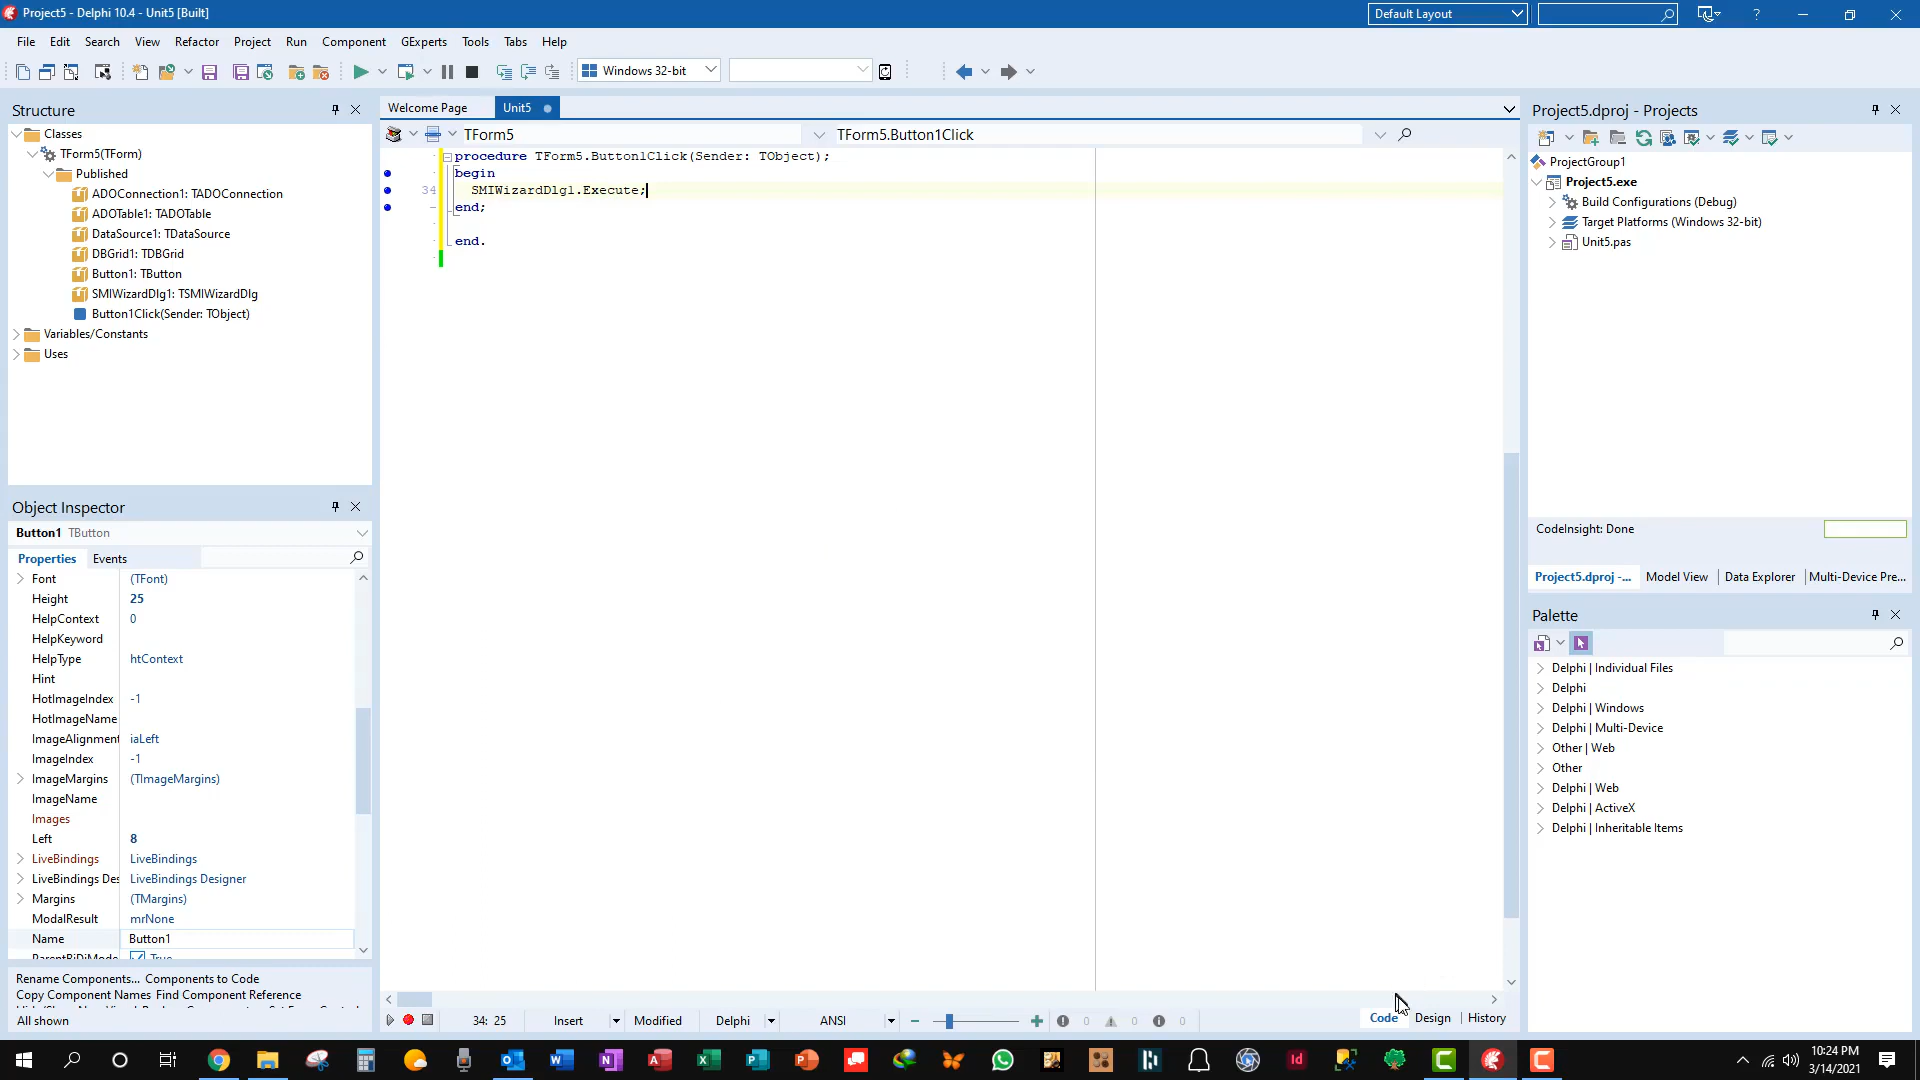 Project5 - Delphi 10.4 - Unit5 [Built]
Default Layout
File Edit Search View Refactor Project Run Component GExperts Tools Tabs Help
Windows 32-bit
Structure
Classes
TForm5(TForm)
Published
ADOConnection1: TADOConnection
ADOTable1: TADOTable
DataSource1: TDataSource
DBGrid1: TDBGrid
Button1: TButton
SMIWizardDlg1: TSMIWizardDlg
Button1Click(Sender: TObject)
Variables/Constants
Uses
Object Inspector
Button1 TButton
Properties Events
Font (TFont)
Height 25
HelpContext 0
HelpKeyword
HelpType htContext
Hint
HotImageIndex -1
HotImageName
ImageAlignment iaLeft
ImageIndex -1
ImageMargins (TImageMargins)
ImageName
Images
Left 8
LiveBindings LiveBindings
LiveBindings Des LiveBindings Designer
Margins (TMargins)
ModalResult mrNone
Name Button1
ParentBiDiMode True
Rename Components... Components to Code
Copy Component Names Find Component Reference
All shown
Welcome Page Unit5
TForm5 TForm5.Button1Click
procedure TForm5.Button1Click(Sender: TObject);
begin
34 SMIWizardDlg1.Execute;
end;
end.
34: 25 Insert Modified Delphi ANSI 0 0 0
Code Design History
Project5.dproj - Projects
ProjectGroup1
Project5.exe
Build Configurations (Debug)
Target Platforms (Windows 32-bit)
Unit5.pas
CodeInsight: Done
Project5.dproj -... Model View Data Explorer Multi-Device Pre...
Palette
Delphi | Individual Files
Delphi
Delphi | Windows
Delphi | Multi-Device
Other | Web
Other
Delphi | Web
Delphi | ActiveX
Delphi | Inheritable Items
10:24 PM
3/14/2021